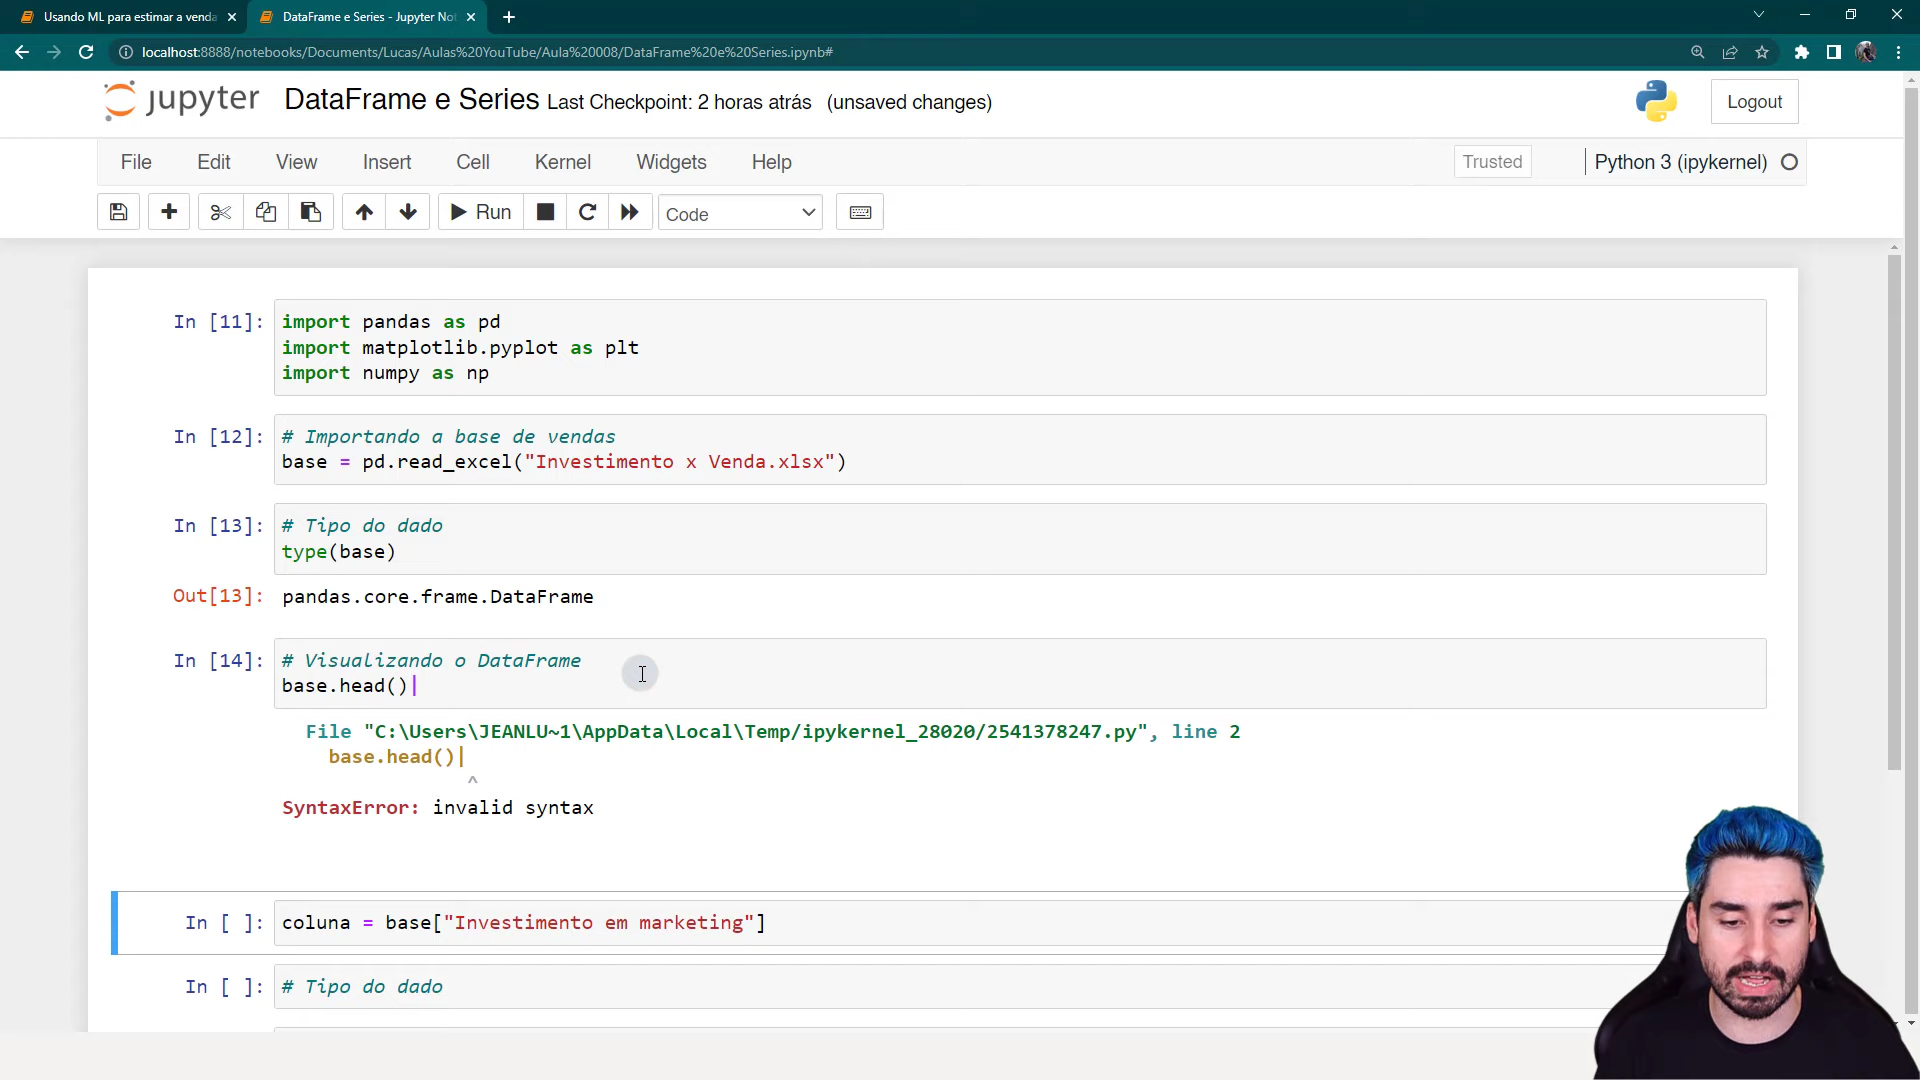 Usando ML para estimar a venda
DataFrame e Series - Jupyter Not
localhost:8888/notebooks/Documents/Lucas/Aulas%20YouTube/Aula%20008/DataFrame%20e%20Series.ipynb#
jupyter DataFrame e Series Last Checkpoint: 2 horas atrás (unsaved changes)
Logout
File Edit View Insert Cell Kernel Widgets Help
Trusted
Python 3 (ipykernel)
Run
Code
In [11]: import pandas as pd
import matplotlib.pyplot as plt
import numpy as np
In [12]: # Importando a base de vendas
base = pd.read_excel("Investimento x Venda.xlsx")
In [13]: # Tipo do dado
type(base)
Out[13]: pandas.core.frame.DataFrame
In [14]: # Visualizando o DataFrame
base.head()|
File "C:\Users\JEANLU~1\AppData\Local\Temp/ipykernel_28020/2541378247.py", line 2
base.head()|
^
SyntaxError: invalid syntax
In [ ]: coluna = base["Investimento em marketing"]
In [ ]: # Tipo do dado